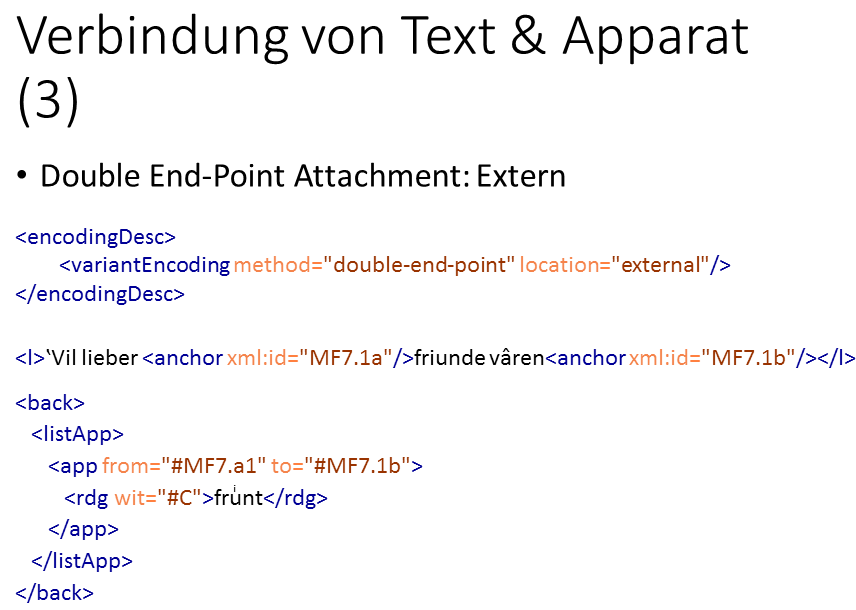 Verbindung von Text & Apparat
(3)
• Double End-Point Attachment: Extern
<encodingDesc>
<variantEncoding method="double-end-point" location="external"/>
</encodingDesc>
<l>‛Vil lieber <anchor xml:id="MF7.1a"/>friunde vâren<anchor xml:id="MF7.1b"/></l>
<back>
<listApp>
<app from="#MF7.a1" to="#MF7.1b">
<rdg wit="#C">fruͥnt</rdg>
</app>
</listApp>
</back>